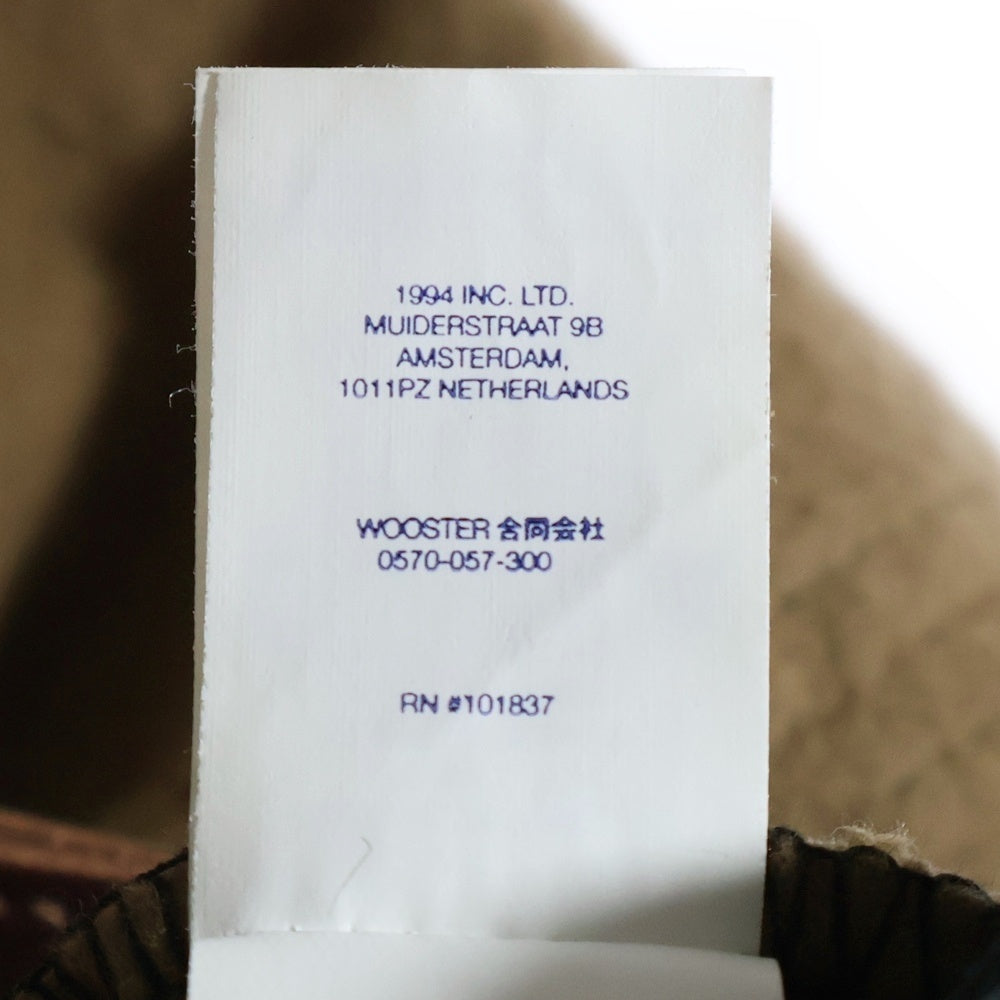 1994 INC. LTD.
MUIDERSTRAAT 9B
AMSTERDAM,
1011PZ NETHERLANDS
WOOSTER 合同会社
0570-057-300
RN #101837